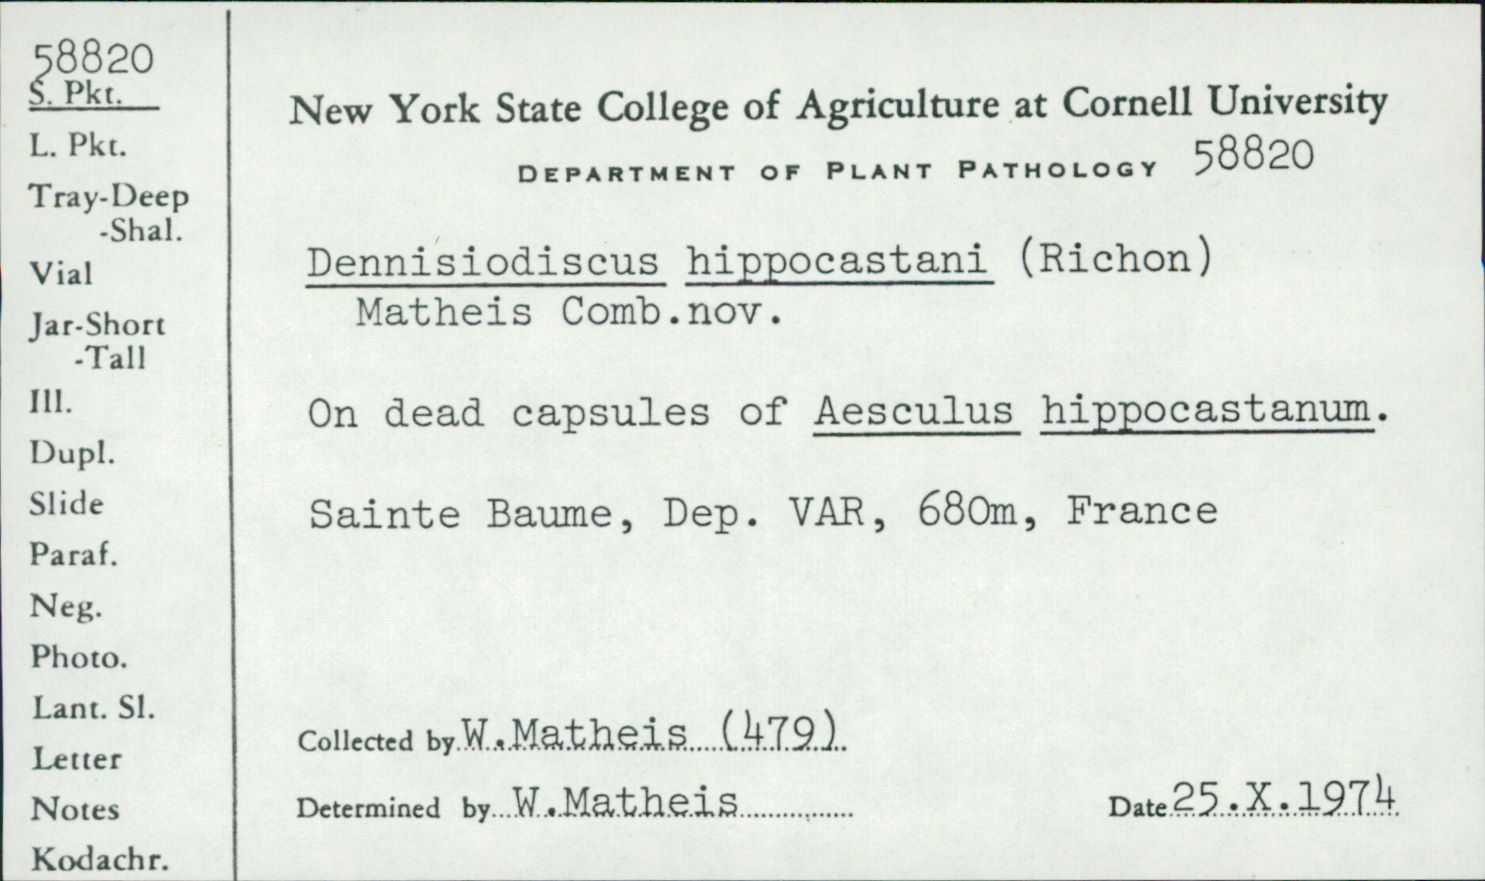 58820
S. Pkt.
L. Pkt.
Tray-Deep
-Shal.
Vial
Jar-Short
-Tall
Ill.
Dupl.
Slide
Paraf.
Neg.
Photo.
Lant. Sl.
Letter
Notes
Kodachr.
New York State College of Agriculture at Cornell University
DEPARTMENT OF PLANT PATHOLOGY 58820
Dennisiodiscus hippocastani (Richon)
Matheis Comb.nov.
On dead capsules of Aesculus hippocastanum.
Sainte Baume, Dep. VAR, 680m, France
Collected by W.Matheis (479)
Determined by W.Matheis Date 25.X.1974